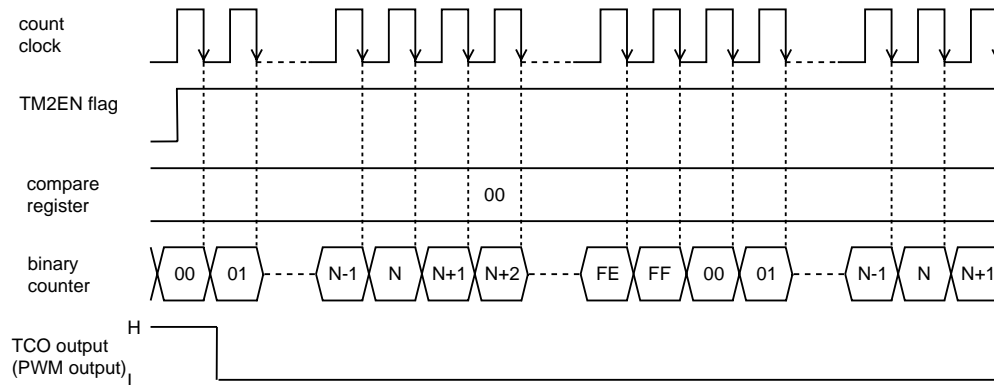 count
clock
TM2EN flag
compare
register
00
binary
counter
00 01 N-1 N N+1 N+2 FE FF 00 01 N-1 N N+1
H
TCO output
(PWM output)
L